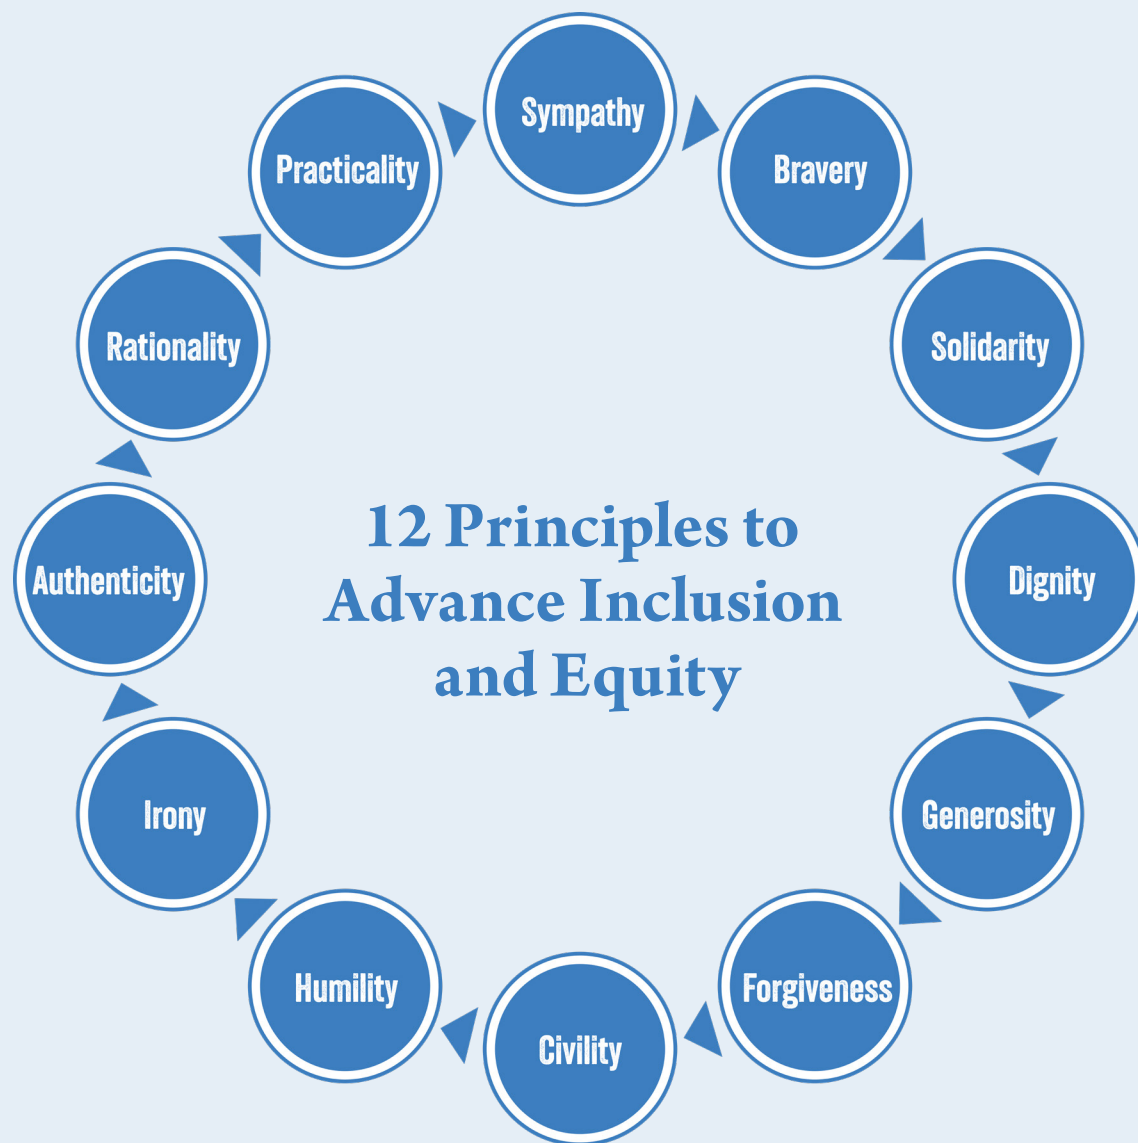 Sympathy
Bravery
Solidarity
Dignity
Generosity
Forgiveness
Civility
Humility
Irony
Authenticity
Rationality
Practicality
12 Principles to
Advance Inclusion
and Equity